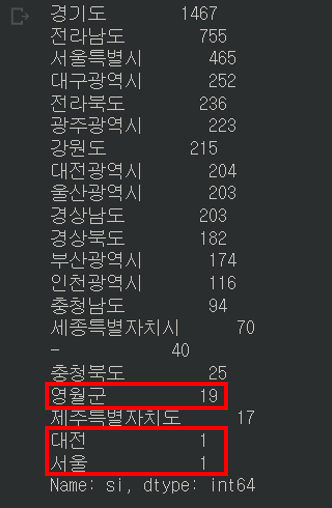 경기도 1467
전라남도 755
서울특별시 465
대구광역시 252
전라북도 236
광주광역시 223
강원도 215
대전광역시 204
울산광역시 203
경상남도 203
경상북도 182
부산광역시 174
인천광역시 116
충청남도 94
세종특별자치시 70
- 40
충청북도 25
영월군 19
제주특별자치도 17
대전 1
서울 1
Name: si, dtype: int64